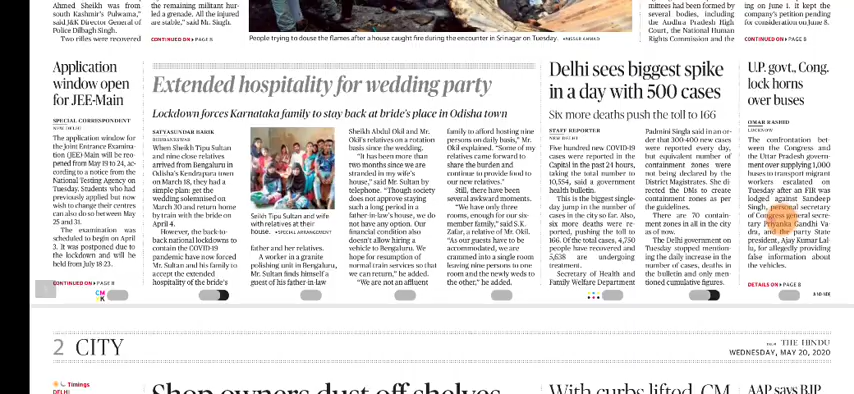 Ahmed Sheikh was from
south Kashmir's Pulwama,"
said J&K Director General of
Police Dilbagh Singh.
Two rifles were recovered
the remaining militant hur-
led a grenade. All the injured
are stable," said Mr. Singh.
CONTINUED ON ▸ PAGE 8
People trying to douse the flames after a house caught fire during the encounter in Srinagar on Tuesday.
mittees had been formed by
several bodies, including
the Andhra Pradesh High
Court, the National Human
Rights Commission and the
ing on June 1. It kept the
company's petition pending
for consideration on June 8.
CONTINUED ON ▸ PAGE 8
Application
window open
for JEE-Main
SPECIAL CORRESPONDENT
NEW DELHI
The application window for
the Joint Entrance Examina-
tion (JEE) Main will be reo-
pened from May 19 to 24, ac-
cording to a notice from the
National Testing Agency on
Tuesday. Students who had
previously applied but now
wish to change their central
can also do so between May
25 and 31.
The examination was
scheduled to begin on April
3. It was postponed due to
the lockdown and will be
held from July 18 23.
CONTINUED ON ▸ PAGE 8
Extended hospitality for wedding party
Lockdown forces Karnataka family to stay back at bride's place in Odisha town
SATYASUNDAR BARIK
BHUBANESWAR
When Sheikh Tipu Sultan
and nine close relatives
arrived from Bengaluru in
Odisha's Kendrapara town
on March 18, they had a
simple plan: get the
wedding solemnised on
March 30 and return home
by train with the bride on
April 4.
However, the back-to-
back national lockdowns to
contain the COVID-19
pandemic have forced Mr.
Mr. Sultan and his family to
accept the extended
hospitality of the bride's
Seikh Tipu Sultan and wife
with relatives at their
house. ▪SPECIAL ARRANGEMENT
father and her relatives.
A worker in a granite
polishing unit in Bengaluru,
Mr. Sultan finds himself a
guest of his father-in-law
Sheikh Abdul Okil and Mr.
Okil's relatives on a rotation
basis since the wedding.
"It has been more than
two months since we are
stranded in my wife's
house," said Mr. Sultan by
telephone. "Though society
does not approve staying
such a long period in a
father-in-law's house, we do
not have any option. Our
financial condition also
doesn't allow hiring a
vehicle to Bengaluru. We
hope for resumption of
normal train services so that
we can return," he added.
"We are not an affluent
family to afford hosting nine
persons on daily basis," Mr.
Okil explained. "Some of my
relatives came forward to
share the burden and
continue to provide food to
our new relatives."
Still, there have been
several awkward moments.
"We have only three
rooms, enough for our six-
member family," said S.K.
Zafar, a relative of Mr. Okil.
"As our guests have to be
accommodated, we are
crammed into a single room
leaving nine persons to one
room and the newly weds to
the other," he added.
Delhi sees biggest spike
in a day with 500 cases
Six more deaths push the toll to 166
STAFF REPORTER
NEW DELHI
Five hundred new COVID-19
cases were reported in the
Capital in the past 24 hours,
taking the total number to
10,554, said a government
health bulletin.
This is the biggest single-
day jump in the number of
cases in the city so far. Also,
six more deaths were re-
ported, pushing the toll to
166. Of the total cases, 4,750
people have recovered and
5,638 are undergoing
treatment.
Secretary of Health and
Family Welfare Department
Padmini Singla said in an or-
der that 300-400 new cases
were reported every day,
but equivalent number of
containment zones were
not being declared by the
District Magistrates. She di-
rected the DMs to create
containment zones as per
the guidelines.
There are 70 contain-
ment zones in all in the city
as of now.
The Delhi government on
Tuesday stopped mention-
ing the daily increase in the
number of cases, deaths in
the bulletin and only men-
tioned cumulative figures.
U.P. govt., Cong.
lock horns
over buses
OMAR RASHID
LUCKNOW
The confrontation bet-
ween the Congress and
the Uttar Pradesh govern-
ment over supplying 1,000
buses to transport migrant
workers escalated on
Tuesday after an FIR was
lodged against Sandeep
Singh, personal secretary
of Congress general secre-
tary Priyanka Gandhi Va-
dra, and the party State
president, Ajay Kumar Lal-
lu, for allegedly providing
false information about
the vehicles.
DETAILS ON ▸ PAGE 8
CM
K
2 CITY
THE HINDU
WEDNESDAY, MAY 20, 2020
Timings
DELHI
Shop owners dust off shelves
With curbs lifted, CM
AAP says BJP